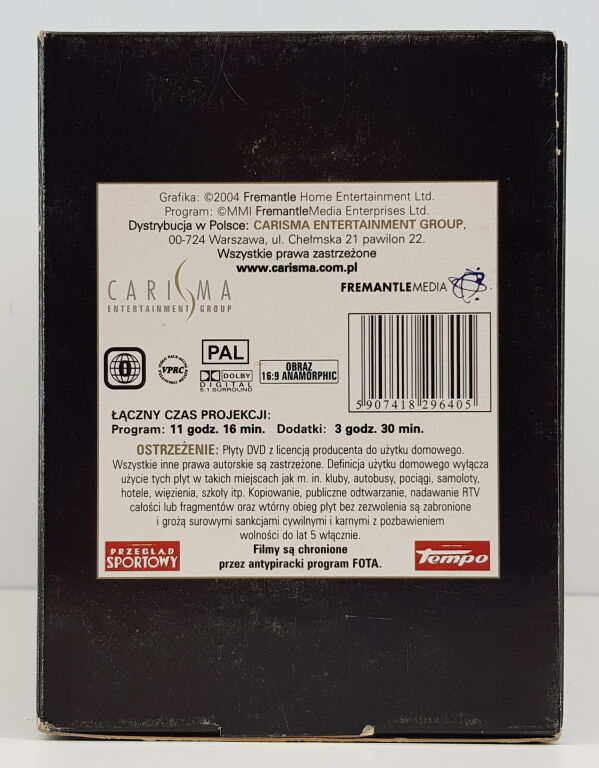 Grafika: ©2004 Fremantle Home Entertainment Ltd.
Program: ©MMI FremantleMedia Enterprises Ltd.
Dystrybucja w Polsce: CARISMA ENTERTAINMENT GROUP,
00-724 Warszawa, ul. Chełmska 21 pawilon 22.
Wszystkie prawa zastrzeżone
www.carisma.com.pl
CARISMA
ENTERTAINMENT GROUP
FREMANTLEMEDIA
0
VPRC
PAL
DOLBY
DIGITAL
5.1 SURROUND
OBRAZ
16:9 ANAMORPHIC
5907418296405
ŁĄCZNY CZAS PROJEKCJI:
Program: 11 godz. 16 min. Dodatki: 3 godz. 30 min.
OSTRZEŻENIE: Płyty DVD z licencją producenta do użytku domowego.
Wszystkie inne prawa autorskie są zastrzeżone. Definicja użytku domowego wyłącza
użycie tych płyt w takich miejscach jak m. in. kluby, autobusy, pociągi, samoloty,
hotele, więzienia, szkoły itp. Kopiowanie, publiczne odtwarzanie, nadawanie RTV
całości lub fragmentów oraz wtórny obieg płyt bez zezwolenia są zabronione
i grożą surowymi sankcjami cywilnymi i karnymi z pozbawieniem
wolności do lat 5 włącznie.
Filmy są chronione
przez antypiracki program FOTA.
PRZEGLĄD
SPORTOWY
Tempo